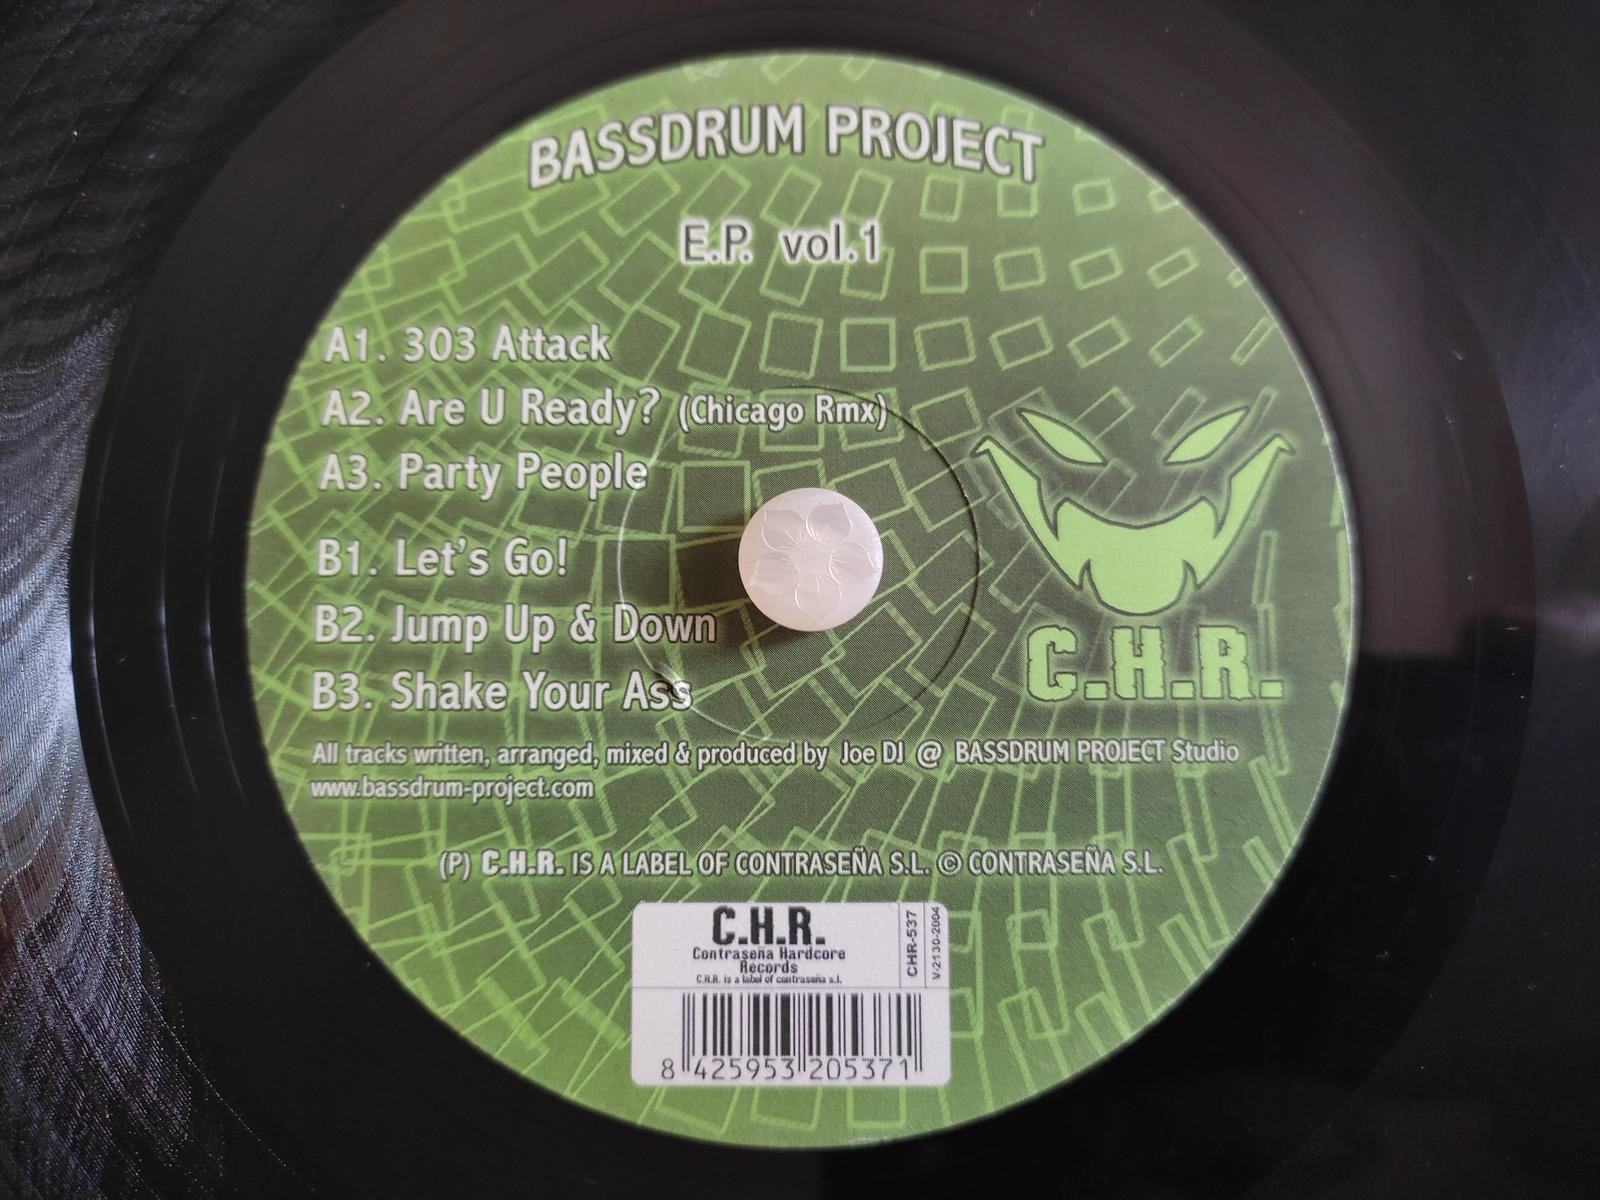 BASSDRUM PROJECT
E.P. vol.1
A1. 303 Attack
A2. Are U Ready? (Chicago Rmx)
A3. Party People
B1. Let's Go!
B2. Jump Up & Down
B3. Shake Your Ass
C.H.R.
All tracks written, arranged, mixed & produced by Joe DJ @ BASSDRUM PROJECT Studio
www.bassdrum-project.com
(P) C.H.R. IS A LABEL OF CONTRASEÑA S.L. © CONTRASEÑA S.L.
C.H.R.
Contraseña Hardcore
Records
C.H.R. is a label of contraseña s.l.
CHR-537
V-2130-2004
8 425953 205371